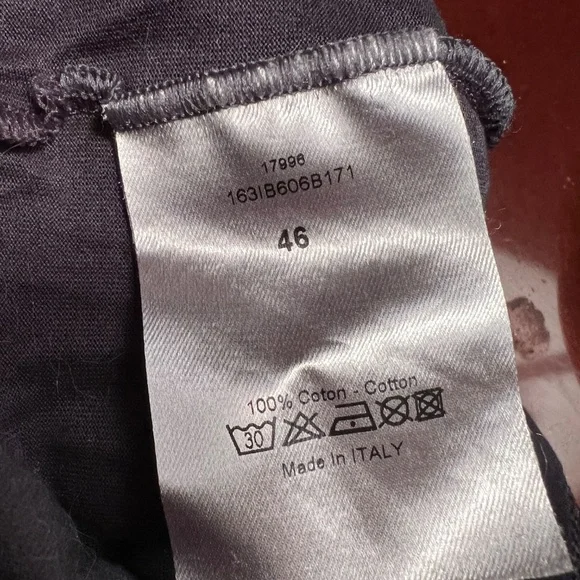 17996
163IB606B171
46
100% Coton - Cotton
30
Made in ITALY